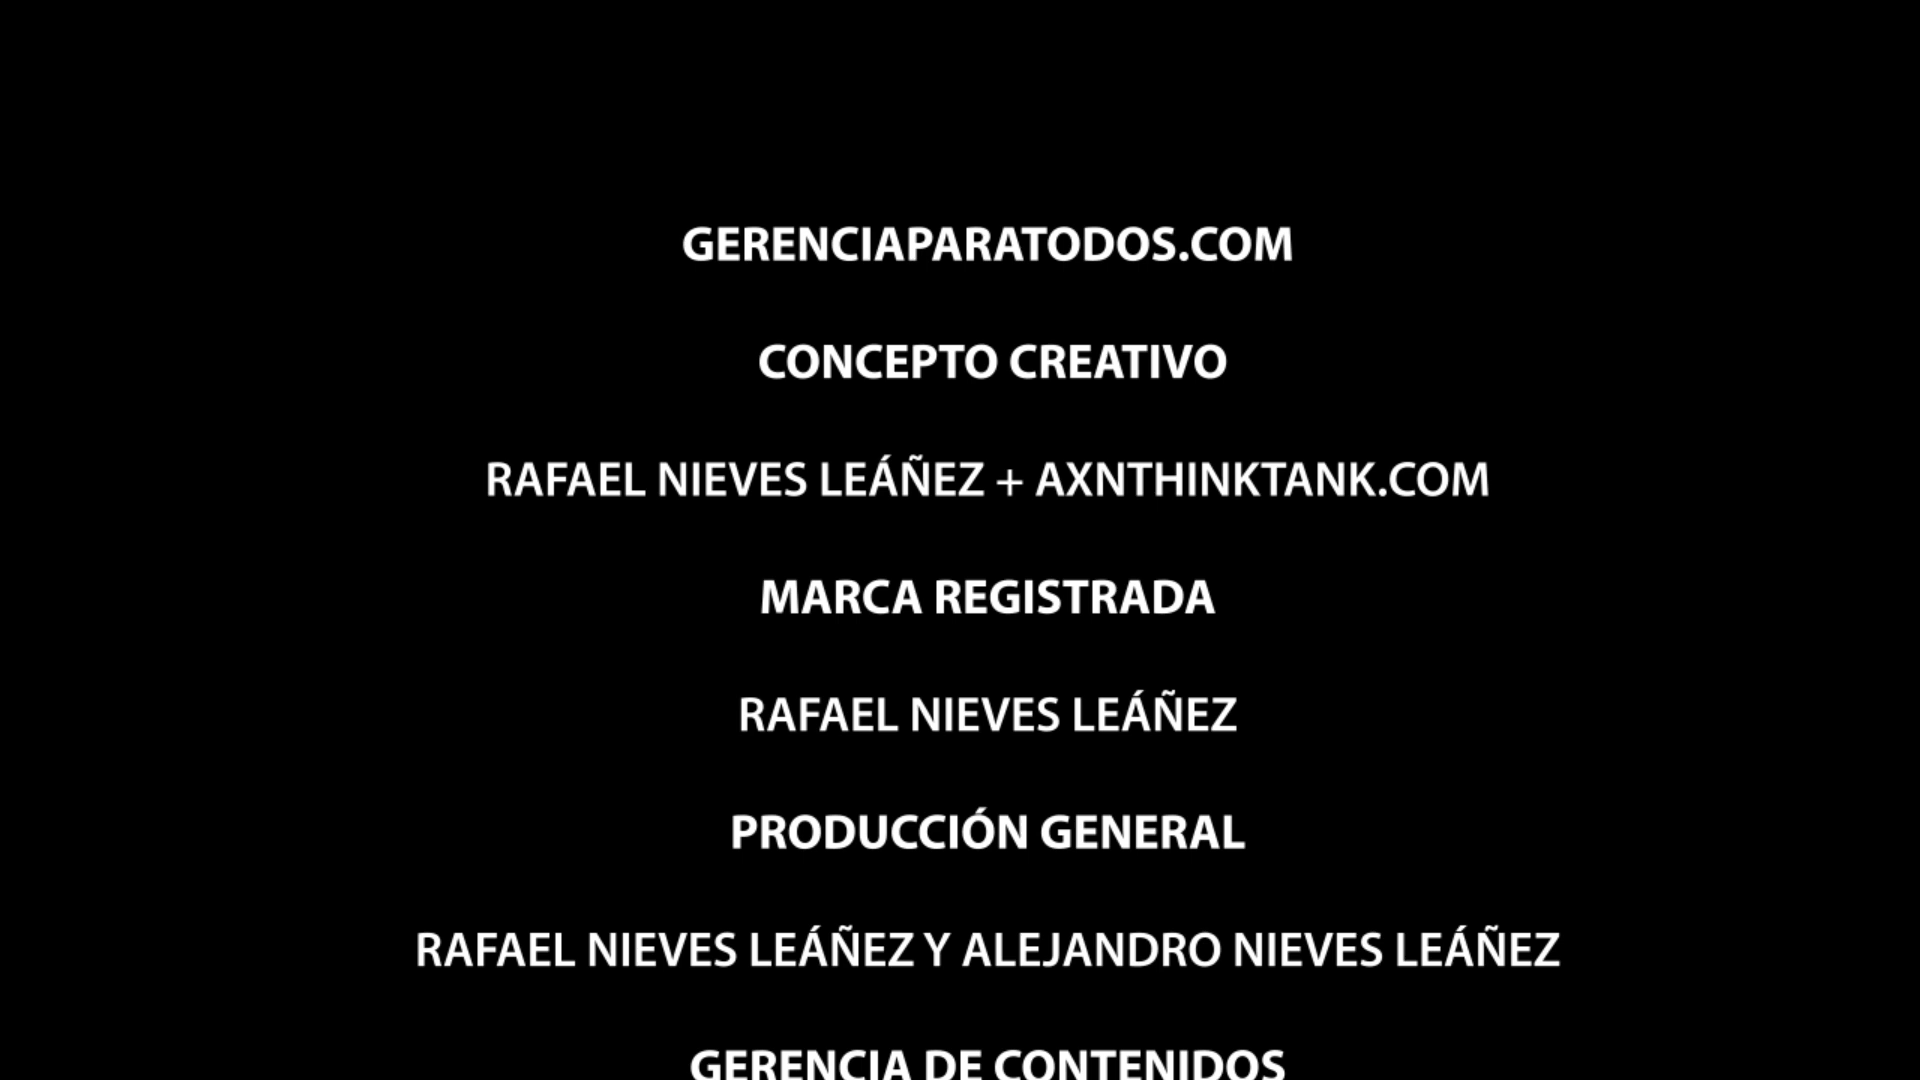 GERENCIAPARATODOS.COM
CONCEPTO CREATIVO
RAFAEL NIEVES LEÁÑEZ + AXNTHINKTANK.COM
MARCA REGISTRADA
RAFAEL NIEVES LEÁÑEZ
PRODUCCIÓN GENERAL
RAFAEL NIEVES LEÁÑEZ Y ALEJANDRO NIEVES LEÁÑEZ
GERENCIA DE CONTENIDOS